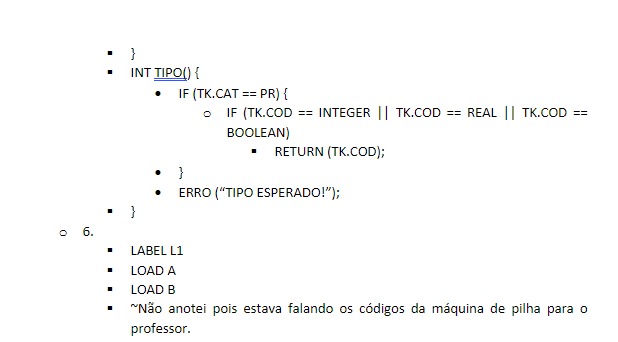 ▪ }
▪ INT TIPO() {
• IF (TK.CAT == PR) {
o IF (TK.COD == INTEGER || TK.COD == REAL || TK.COD ==
BOOLEAN)
▪ RETURN (TK.COD);
• }
• ERRO (“TIPO ESPERADO!”);
▪ }
o 6.
▪ LABEL L1
▪ LOAD A
▪ LOAD B
▪ ~Não anotei pois estava falando os códigos da máquina de pilha para o
professor.